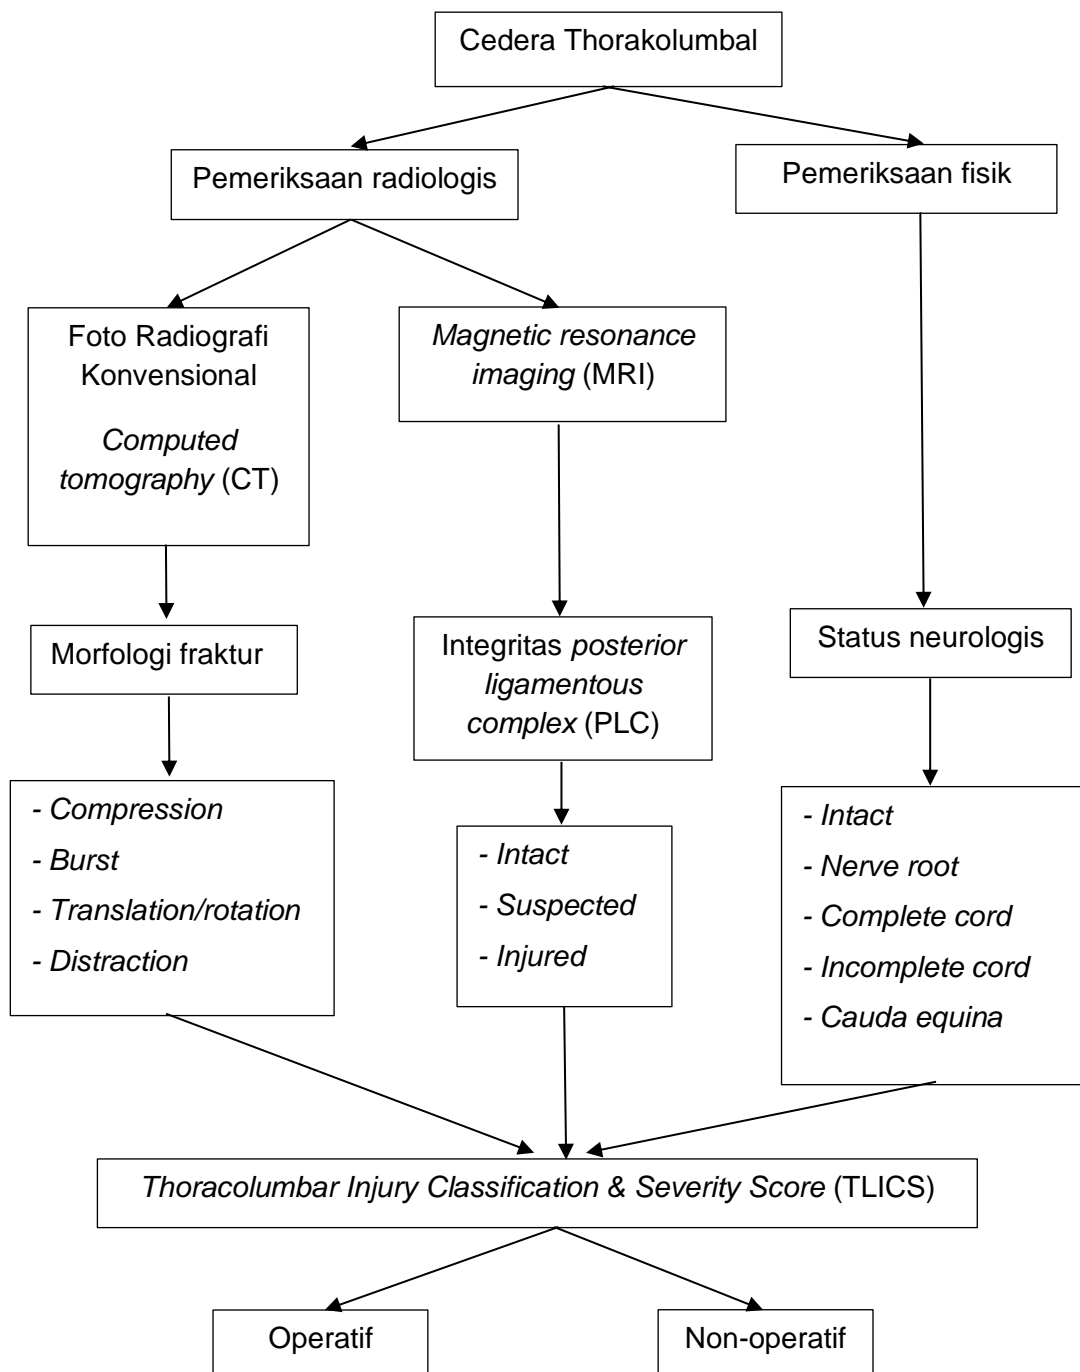 Cedera Thorakolumbal
Pemeriksaan radiologis
Pemeriksaan fisik
Foto Radiografi
Konvensional
Computed
tomography (CT)
Magnetic resonance
imaging (MRI)
Morfologi fraktur
Integritas posterior
ligamentous
complex (PLC)
Status neurologis
- Compression
- Burst
- Translation/rotation
- Distraction
- Intact
- Suspected
- Injured
- Intact
- Nerve root
- Complete cord
- Incomplete cord
- Cauda equina
Thoracolumbar Injury Classification & Severity Score (TLICS)
Operatif
Non-operatif